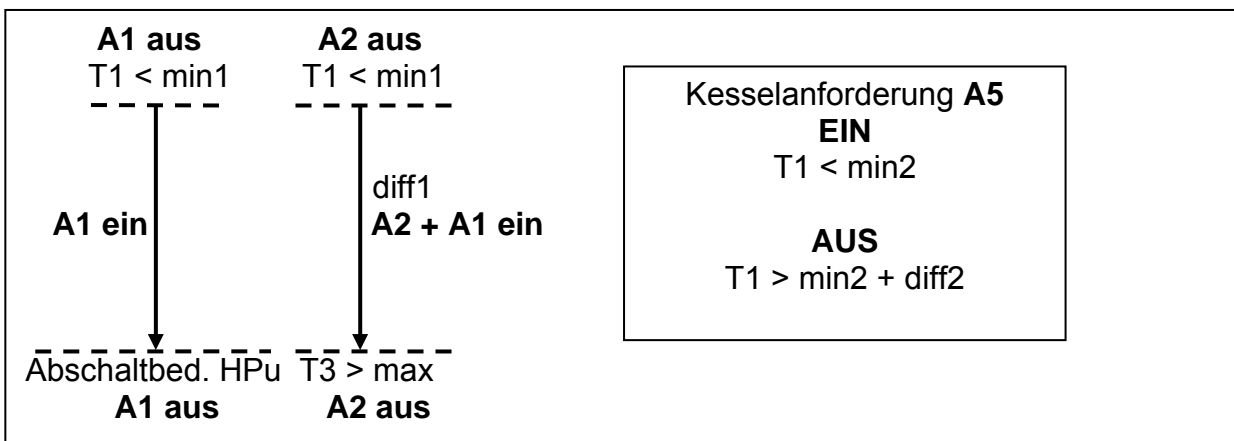 A1 aus
T1 < min1
A1 ein
Abschaltbed. HPu
A1 aus
A2 aus
T1 < min1
diff1
A2 + A1 ein
T3 > max
A2 aus
Kesselanforderung A5
EIN
T1 < min2
AUS
T1 > min2 + diff2